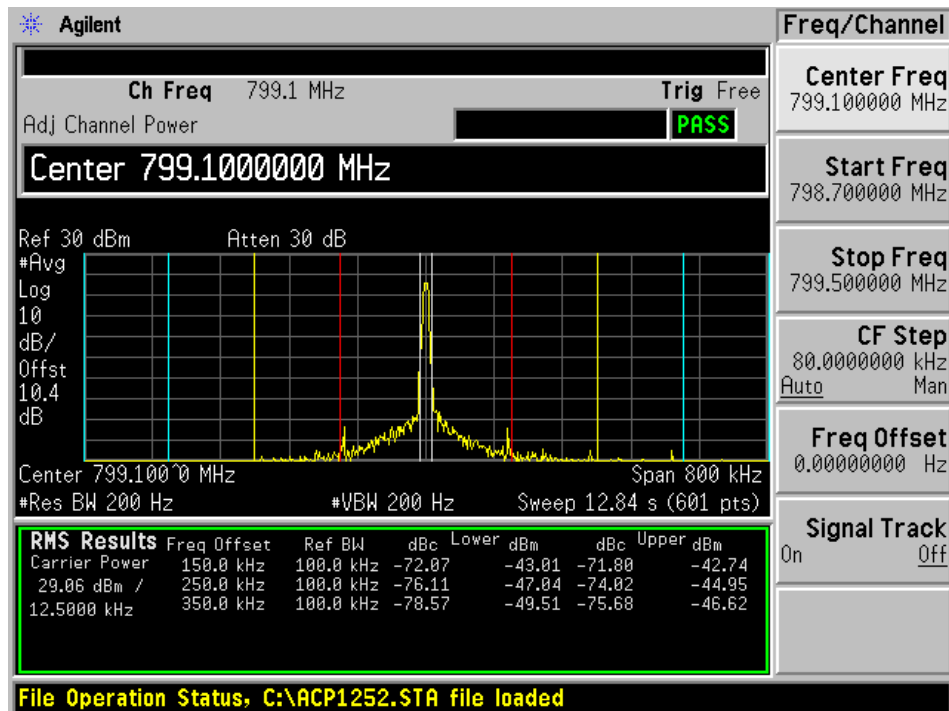 Agilent
Freq/Channel
Ch Freq 799.1 MHz Trig Free
Adj Channel Power PASS
Center 799.1000000 MHz
Ref 30 dBm Atten 30 dB
#Avg
Log
10
dB/
Offst
10.4
dB
Center 799.100^0 MHz Span 800 kHz
#Res BW 200 Hz #VBW 200 Hz Sweep 12.84 s (601 pts)
RMS Results Freq Offset Ref BW dBc Lower dBm dBc Upper dBm
Carrier Power 150.0 kHz 100.0 kHz -72.07 -43.01 -71.80 -42.74
29.06 dBm / 250.0 kHz 100.0 kHz -76.11 -47.04 -74.02 -44.95
12.5000 kHz 350.0 kHz 100.0 kHz -78.57 -49.51 -75.68 -46.62
File Operation Status, C:\ACP1252.STA file loaded
Center Freq
799.100000 MHz
Start Freq
798.700000 MHz
Stop Freq
799.500000 MHz
CF Step
80.0000000 kHz
Auto Man
Freq Offset
0.00000000 Hz
Signal Track
On Off